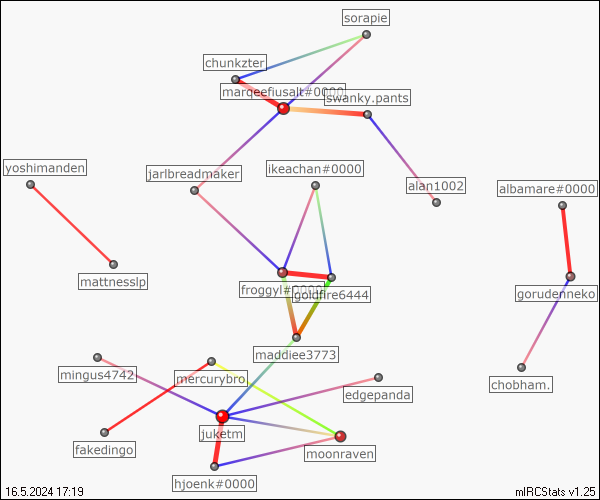 sorapie
chunkzter
marqeefiusalt#0000
swanky.pants
yoshimanden
jarlbreadmaker
ikeachan#0000
alan1002
albamare#0000
mattnesslp
froggyl#0000
goldfire6444
gorudenneko
maddiee3773
mingus4742
mercurybro
chobham.
edgepanda
juketm
fakedingo
moonraven
hjoenk#0000
16.5.2024 17:19
mIRCStats v1.25